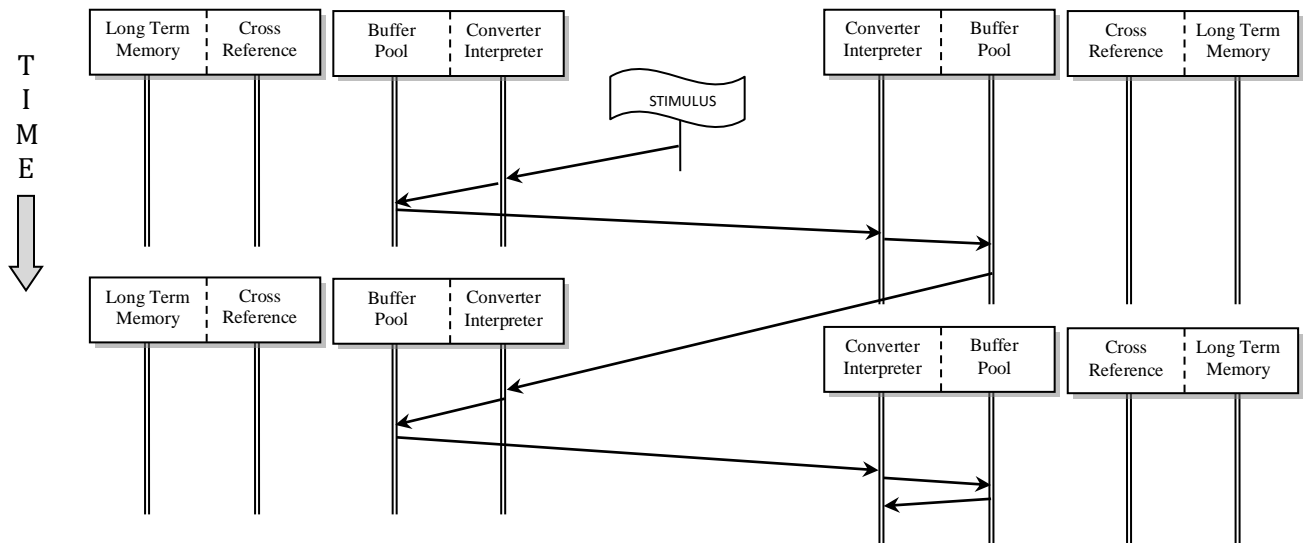 Long Term Memory
Cross Reference
Buffer Pool
Converter Interpreter
Converter Interpreter
Buffer Pool
Cross Reference
Long Term Memory
T
I
M
E
STIMULUS
Long Term Memory
Cross Reference
Buffer Pool
Converter Interpreter
Converter Interpreter
Buffer Pool
Cross Reference
Long Term Memory